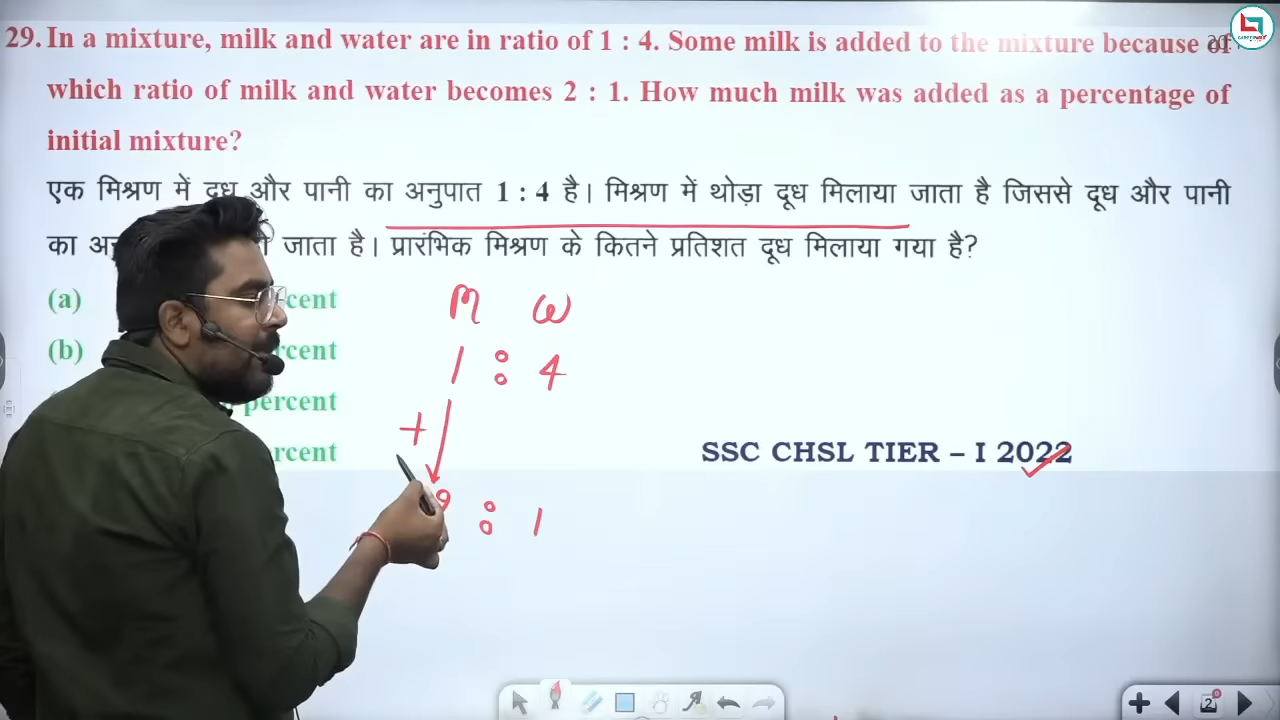 29. In a mixture, milk and water are in ratio of 1 : 4. Some milk is added to the mixture because of
which ratio of milk and water becomes 2 : 1. How much milk was added as a percentage of
initial mixture?
एक मिश्रण में दूध और पानी का अनुपात 1 : 4 है। मिश्रण में थोड़ा दूध मिलाया जाता है जिससे दूध और पानी
का जाता है। प्रारंभिक मिश्रण के कितने प्रतिशत दूध मिलाया गया है?
(a)
(b)
percent
SSC CHSL TIER – I 2022
M W
1 : 4
+
: 1
2